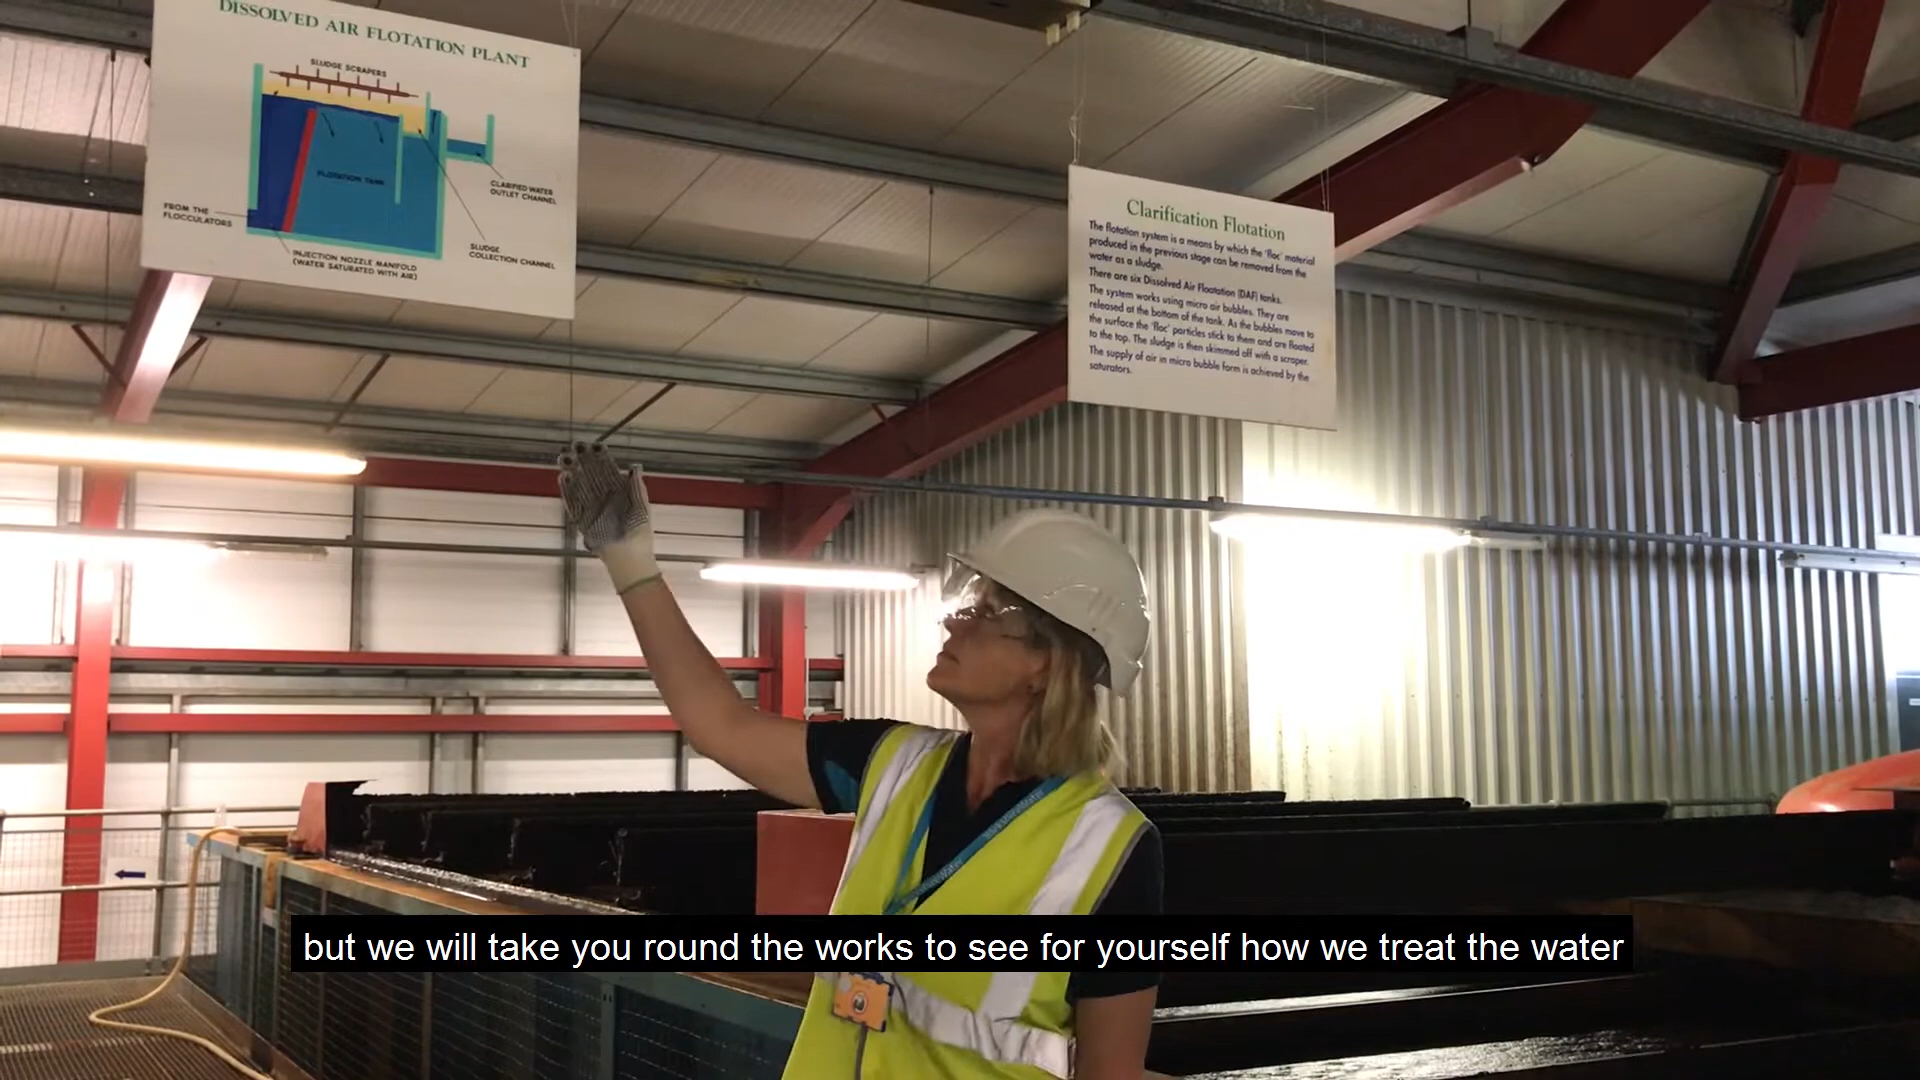 DISSOLVED AIR FLOTATION PLANT
SLUDGE SCRAPERS
FLOTATION TANK
CLARIFIED WATER
OUTLET CHANNEL
FROM THE
FLOCCULATORS
SLUDGE
COLLECTION CHANNEL
INJECTION NOZZLE MANIFOLD
(WATER SATURATED WITH AIR)
Clarification Flotation
The flotation system is a means by which the 'floc' material
produced in the previous stage can be removed from the
water as a sludge.
There are six Dissolved Air Floatation (DAF) tanks.
The system works using micro air bubbles. They are
released at the bottom of the tank. As the bubbles move to
the surface the 'floc' particles stick to them and are floated
to the top. The sludge is then skimmed off with a scraper.
The supply of air in micro bubble form is achieved by the
saturators.
YorkshireWater
but we will take you round the works to see for yourself how we treat the water